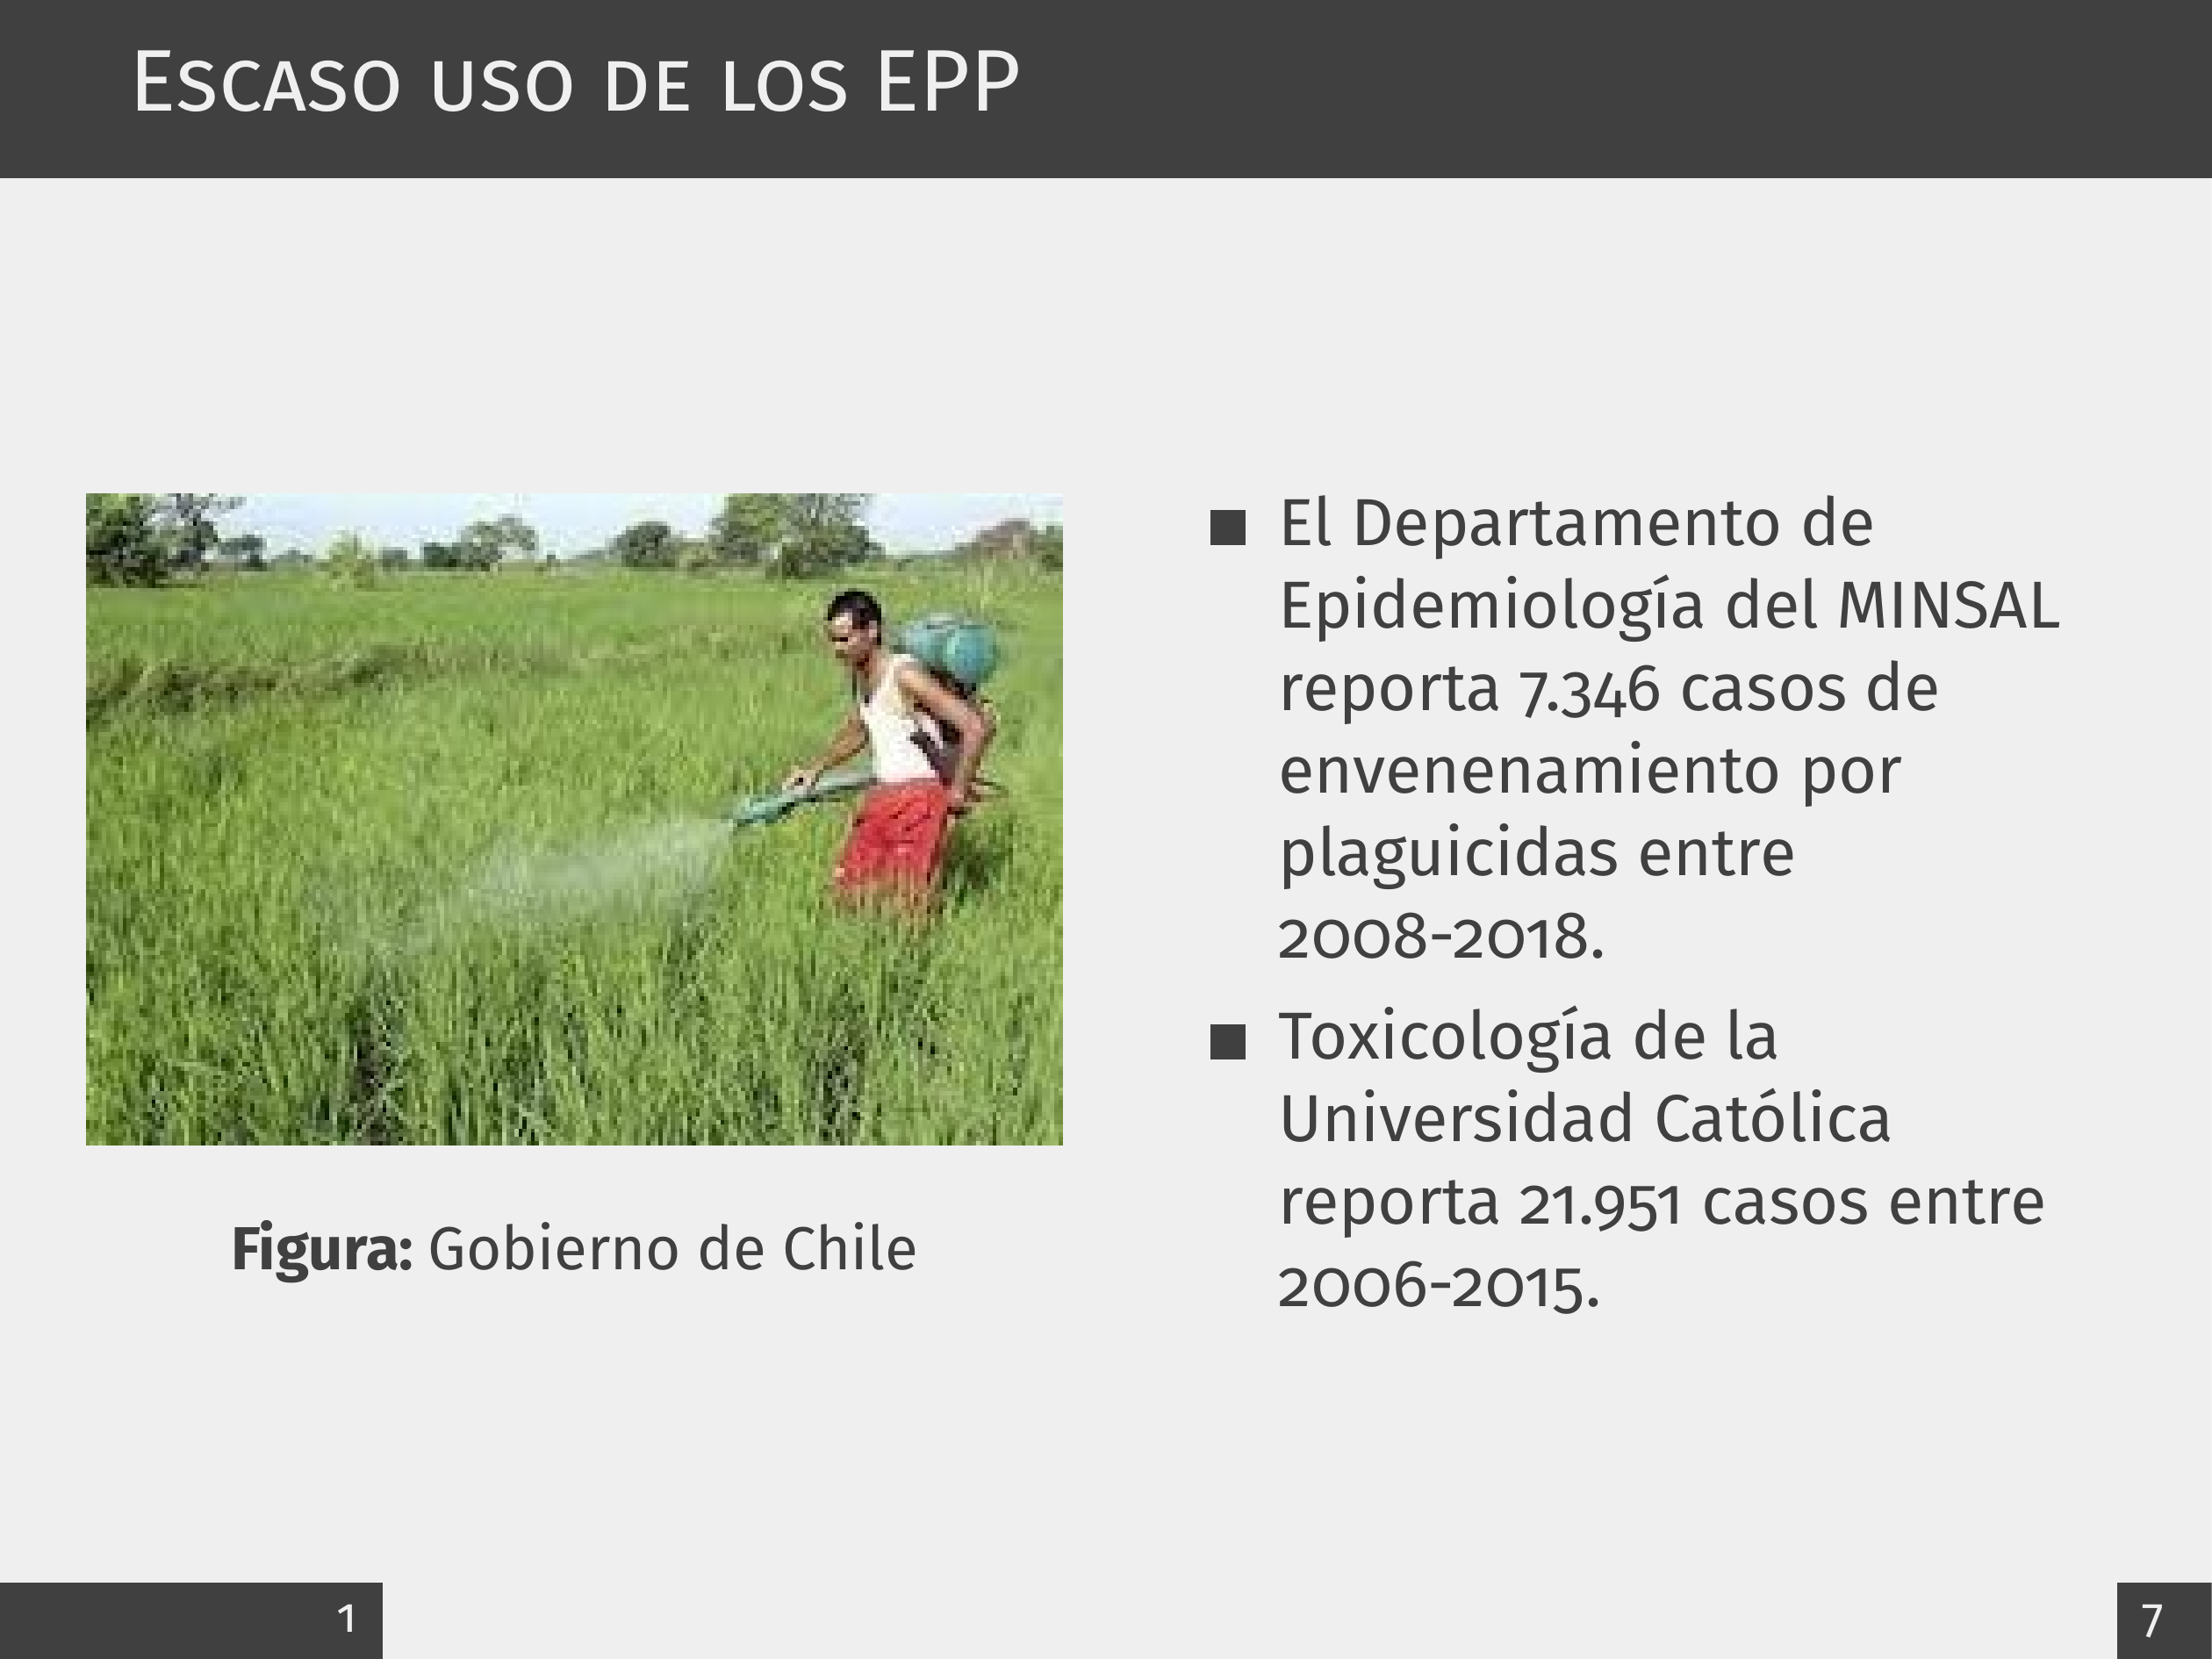 Escaso uso de los EPP
El Departamento de
Epidemiología del MINSAL
reporta 7.346 casos de
envenenamiento por
plaguicidas entre
2008-2018.
Toxicología de la
Universidad Católica
reporta 21.951 casos entre
2006-2015.
Figura: Gobierno de Chile
1
7